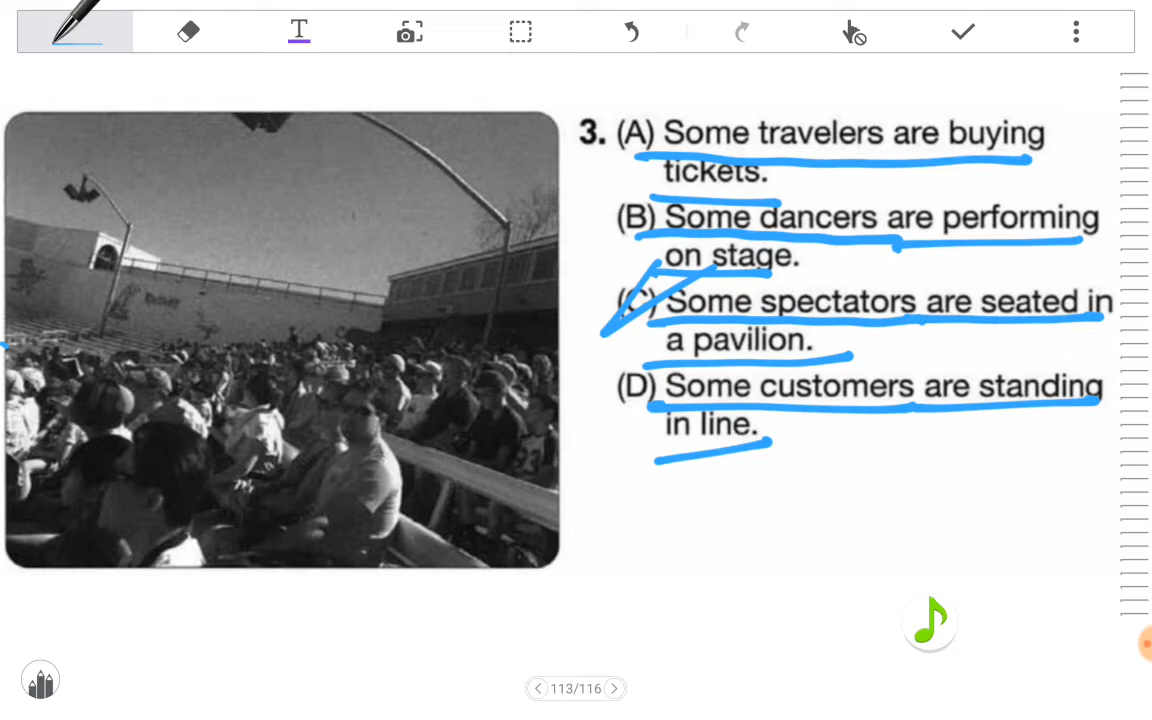 T
3. (A) Some travelers are buying
tickets.
(B) Some dancers are performing
on stage.
(C) Some spectators are seated in
a pavilion.
(D) Some customers are standing
in line.
113/116